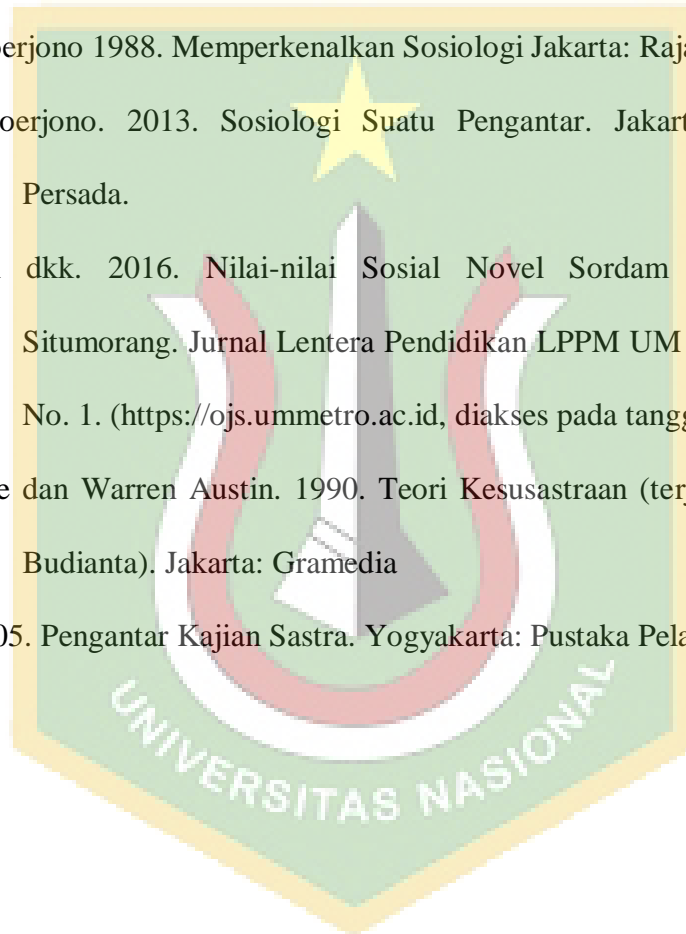 oerjono 1988. Memperkenalkan Sosiologi Jakarta: Raja
oerjono. 2013. Sosiologi Suatu Pengantar. Jakart
Persada.
dkk. 2016. Nilai-nilai Sosial Novel Sordam
Situmorang. Jurnal Lentera Pendidikan LPPM UM
No. 1. (https://ojs.ummetro.ac.id, diakses pada tangg
e dan Warren Austin. 1990. Teori Kesusastraan (terj
Budianta). Jakarta: Gramedia
05. Pengantar Kajian Sastra. Yogyakarta: Pustaka Pela
UNIVERSITAS NASIONAL